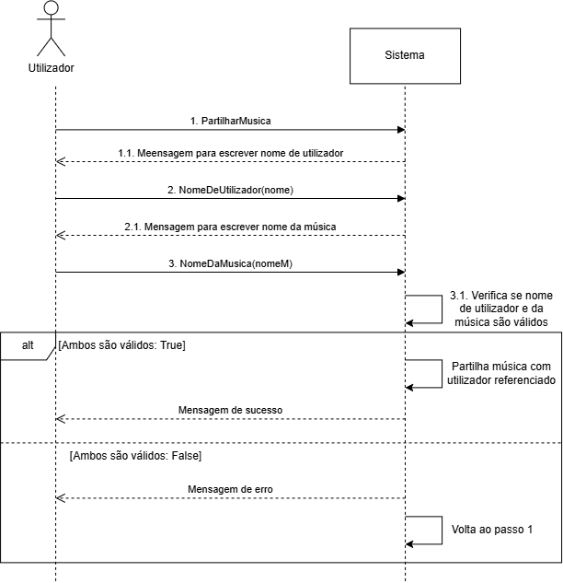 Utilizador
Sistema
1. PartilharMusica
1.1. Meensagem para escrever nome de utilizador
2. NomeDeUtilizador(nome)
2.1. Mensagem para escrever nome da música
3. NomeDaMusica(nomeM)
3.1. Verifica se nome
de utilizador e da
música são válidos
alt
[Ambos são válidos: True]
Partilha música com
utilizador referenciado
Mensagem de sucesso
[Ambos são válidos: False]
Mensagem de erro
Volta ao passo 1